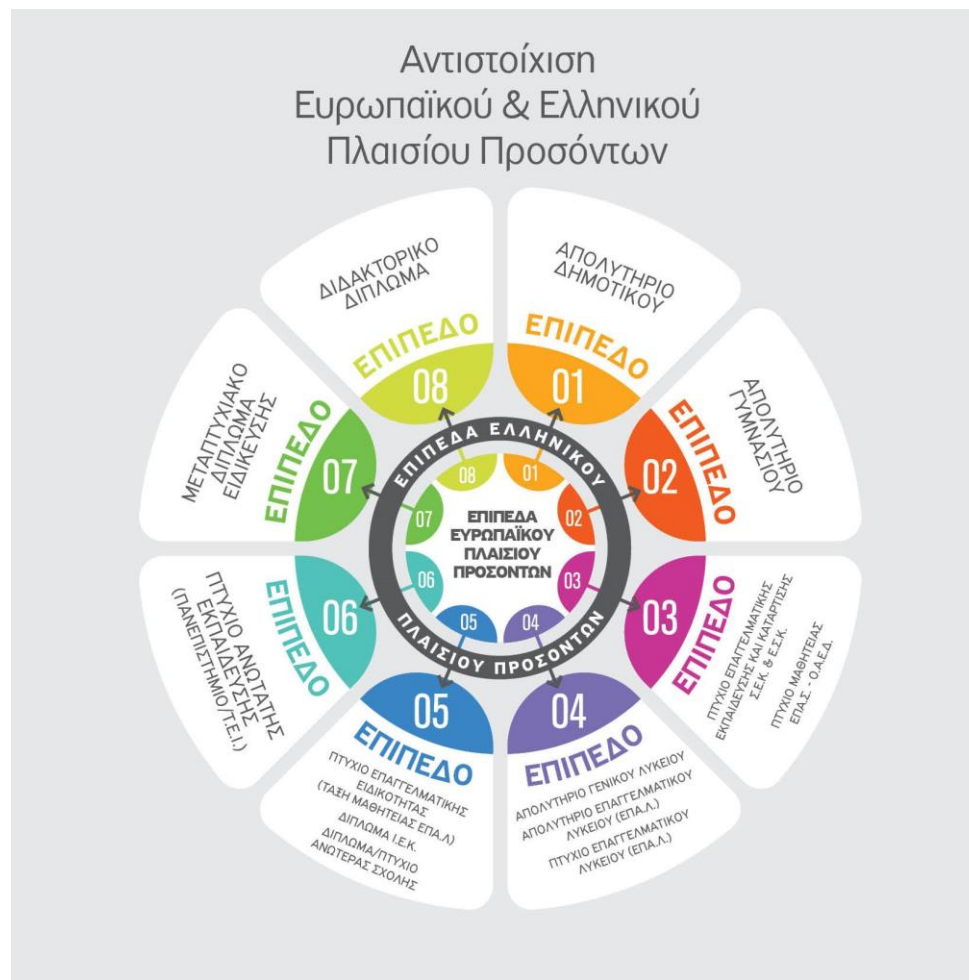 Αντιστοίχιση
Ευρωπαϊκού & Ελληνικού
Πλαισίου Προσόντων
ΑΠΟΛΥΤΗΡΙΟ
ΔΗΜΟΤΙΚΟΥ
ΕΠΙΠΕΔΟ
01
ΑΠΟΛΥΤΗΡΙΟ
ΓΥΜΝΑΣΙΟΥ
ΕΠΙΠΕΔΟ
02
ΕΠΙΠΕΔΟ
03
ΠΤΥΧΙΟ ΕΠΑΓΓΕΛΜΑΤΙΚΗΣ
ΕΚΠΑΙΔΕΥΣΗΣ ΚΑΙ ΚΑΤΑΡΤΙΣΗΣ
Σ.Ε.Κ. & Ε.Σ.Κ.
ΠΤΥΧΙΟ ΜΑΘΗΤΕΙΑΣ
ΕΠΑ.Σ. - Ο.Α.Ε.Δ.
04
ΕΠΙΠΕΔΟ
ΑΠΟΛΥΤΗΡΙΟ ΓΕΝΙΚΟΥ ΛΥΚΕΙΟΥ
ΑΠΟΛΥΤΗΡΙΟ ΕΠΑΓΓΕΛΜΑΤΙΚΟΥ
ΛΥΚΕΙΟΥ (ΕΠΑ.Λ.)
ΠΤΥΧΙΟ ΕΠΑΓΓΕΛΜΑΤΙΚΟΥ
ΛΥΚΕΙΟΥ (ΕΠΑ.Λ.)
05
ΕΠΙΠΕΔΟ
ΠΤΥΧΙΟ ΕΠΑΓΓΕΛΜΑΤΙΚΗΣ
ΕΙΔΙΚΟΤΗΤΑΣ
(ΤΑΞΗ ΜΑΘΗΤΕΙΑΣ ΕΠΑ.Λ)
ΔΙΠΛΩΜΑ Ι.Ε.Κ.
ΔΙΠΛΩΜΑ/ΠΤΥΧΙΟ
ΑΝΩΤΕΡΑΣ ΣΧΟΛΗΣ
06
ΕΠΙΠΕΔΟ
ΠΤΥΧΙΟ ΑΝΩΤΑΤΗΣ
ΕΚΠΑΙΔΕΥΣΗΣ
(ΠΑΝΕΠΙΣΤΗΜΙΟ/Τ.Ε.Ι.)
ΜΕΤΑΠΤΥΧΙΑΚΟ
ΔΙΠΛΩΜΑ
ΕΙΔΙΚΕΥΣΗΣ
ΕΠΙΠΕΔΟ
07
ΔΙΔΑΚΤΟΡΙΚΟ
ΔΙΠΛΩΜΑ
ΕΠΙΠΕΔΟ
08
ΕΠΙΠΕΔΑ ΕΛΛΗΝΙΚΟΥ
ΠΛΑΙΣΙΟΥ ΠΡΟΣΟΝΤΩΝ
01
02
03
04
05
06
07
08
ΕΠΙΠΕΔΑ
ΕΥΡΩΠΑΪΚΟΥ
ΠΛΑΙΣΙΟΥ
ΠΡΟΣΟΝΤΩΝ